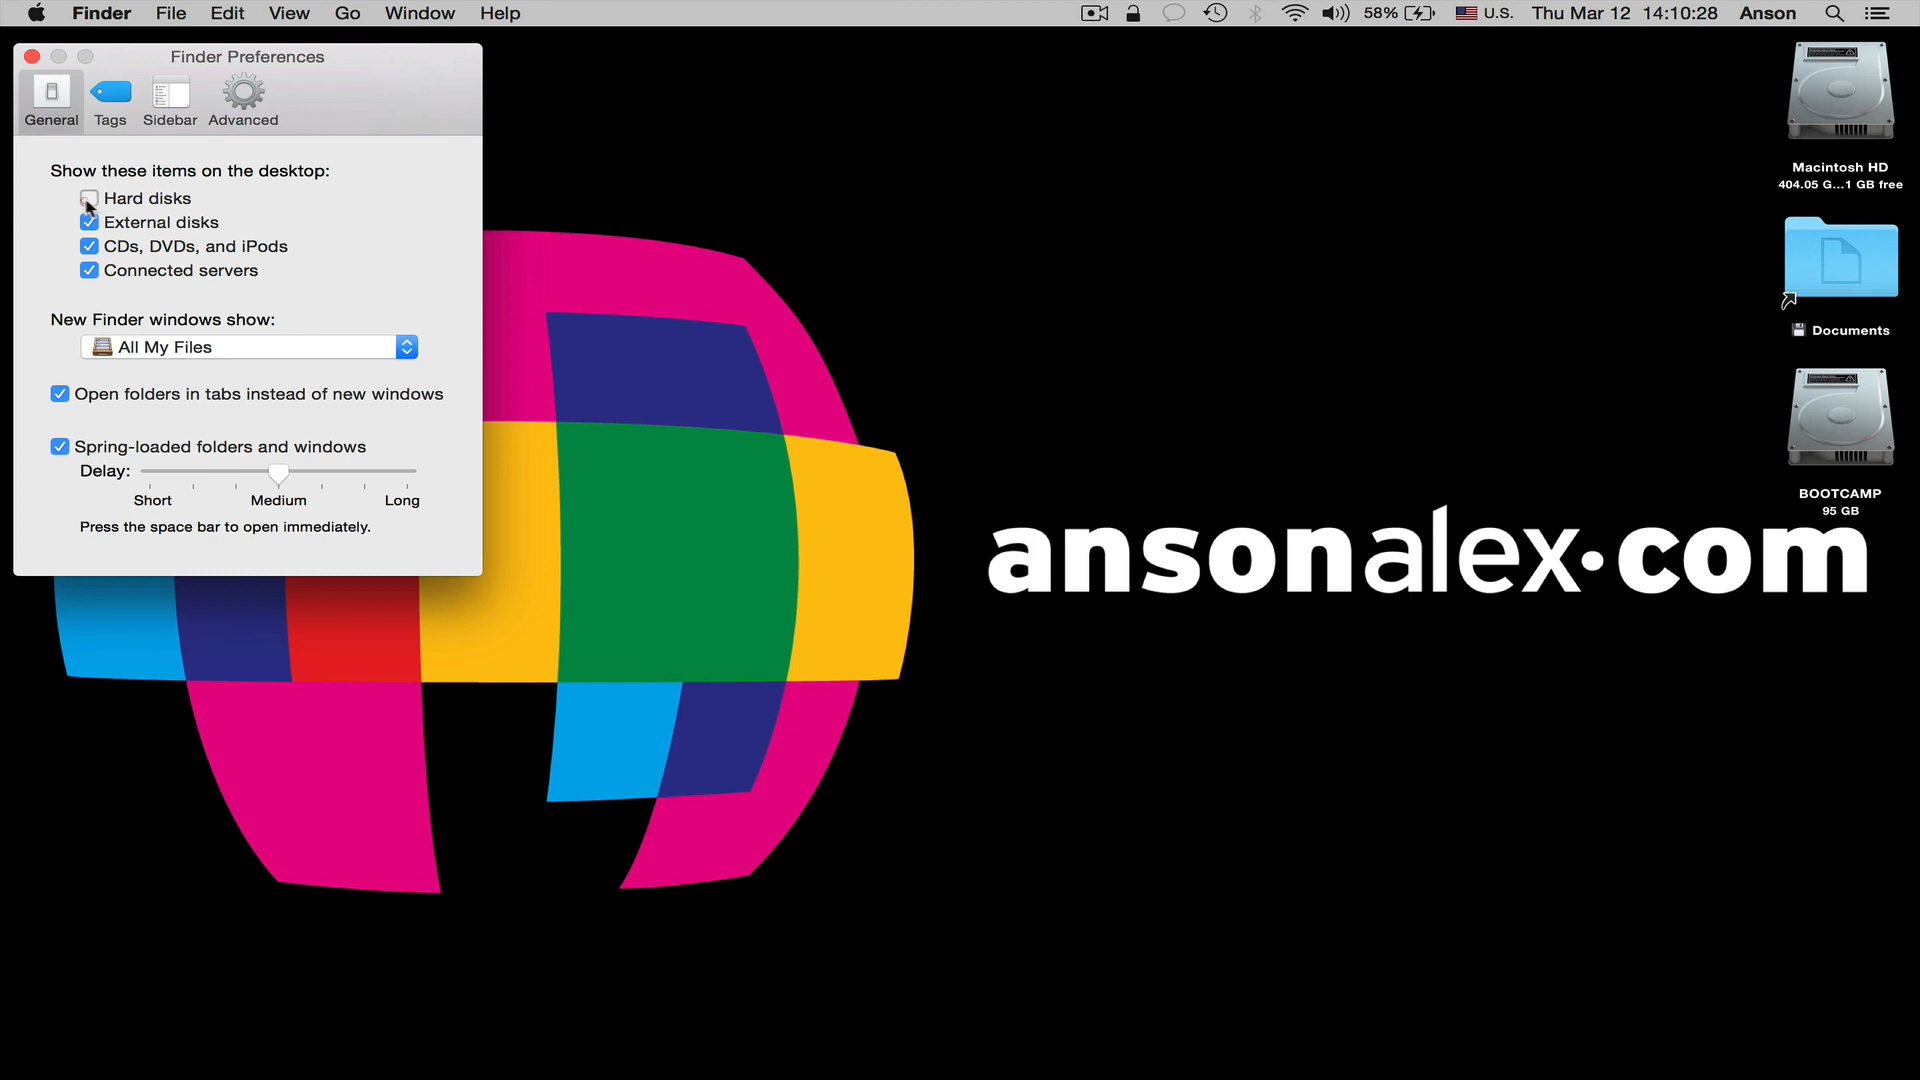 Finder File Edit View Go Window Help
58% U.S. Thu Mar 12 14:10:28 Anson
Finder Preferences
General Tags Sidebar Advanced
Show these items on the desktop:
Hard disks
External disks
CDs, DVDs, and iPods
Connected servers
New Finder windows show:
All My Files
Open folders in tabs instead of new windows
Spring-loaded folders and windows
Delay:
Short Medium Long
Press the space bar to open immediately.
Macintosh HD
404.05 G...1 GB free
Documents
BOOTCAMP
95 GB
ansonalex.com